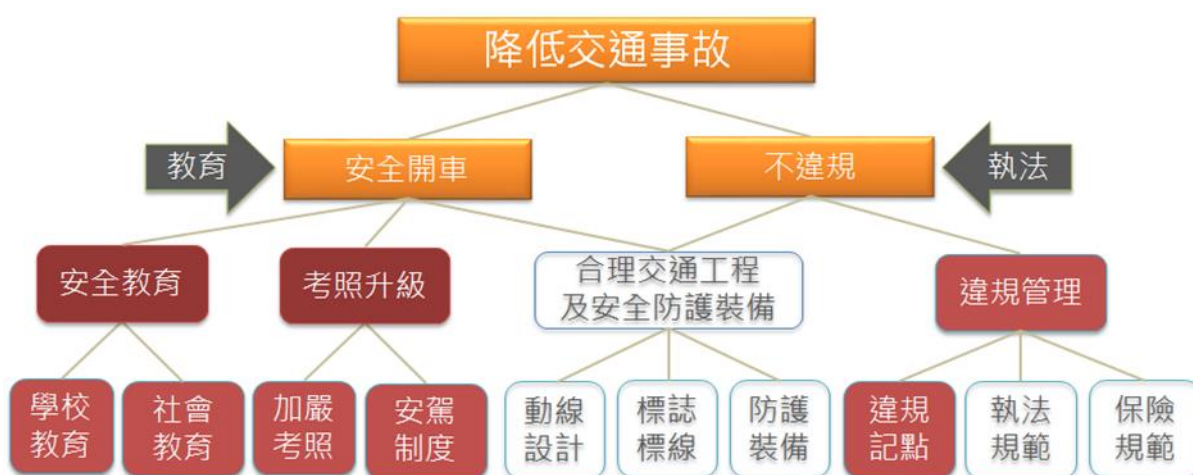 降低交通事故
教育
安全開車
不違規
執法
安全教育
考照升級
合理交通工程
及安全防護裝備
違規管理
學校
教育
社會
教育
加嚴
考照
安駕
制度
動線
設計
標誌
標線
防護
裝備
違規
記點
執法
規範
保險
規範